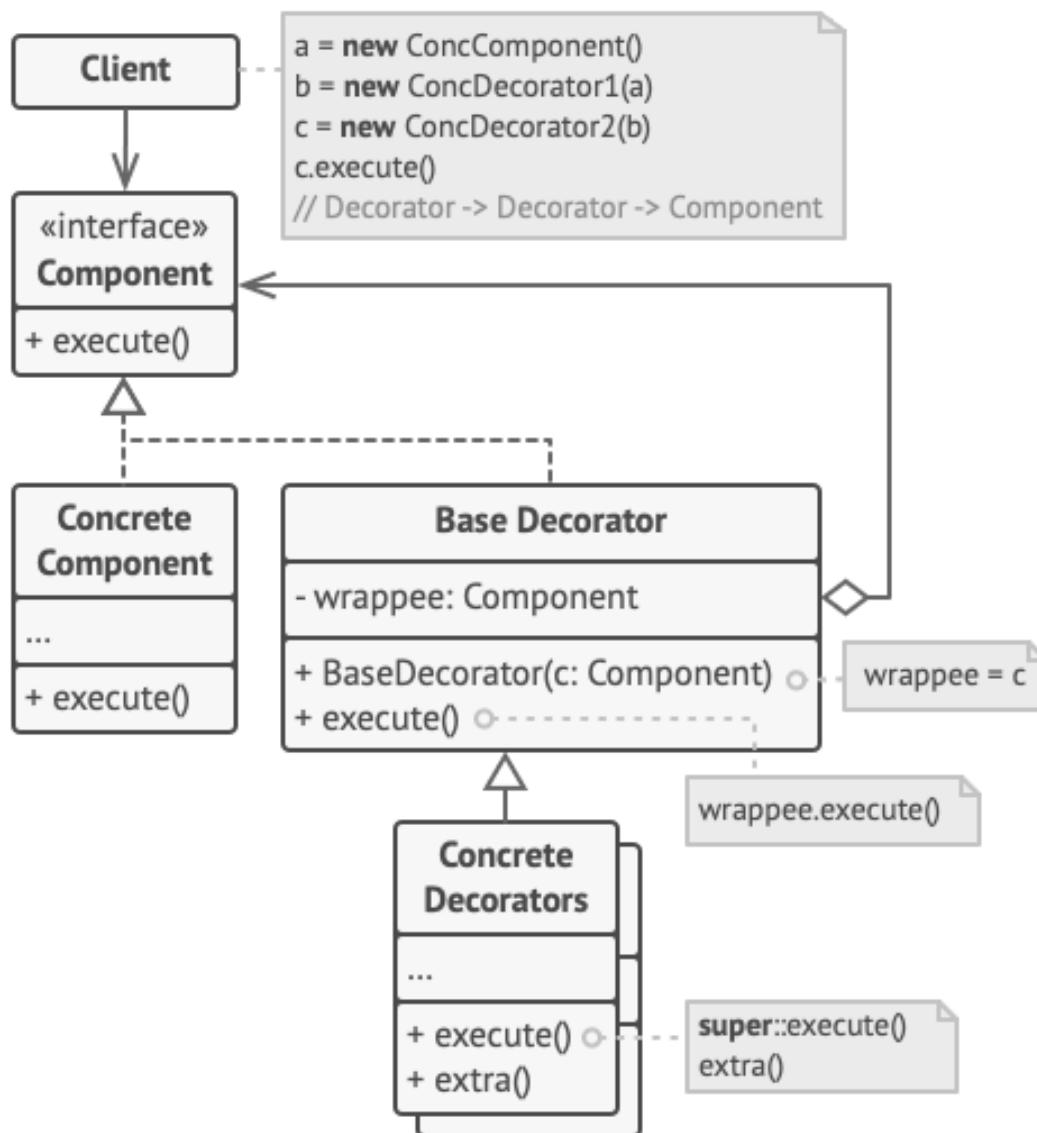 Client
a = new ConcComponent()
b = new ConcDecorator1(a)
c = new ConcDecorator2(b)
c.execute()
// Decorator -> Decorator -> Component
«interface»
Component
+ execute()
Concrete
Component
...
+ execute()
Base Decorator
- wrappee: Component
+ BaseDecorator(c: Component)
+ execute()
wrappee = c
wrappee.execute()
Concrete
Decorators
...
+ execute()
+ extra()
super::execute()
extra()